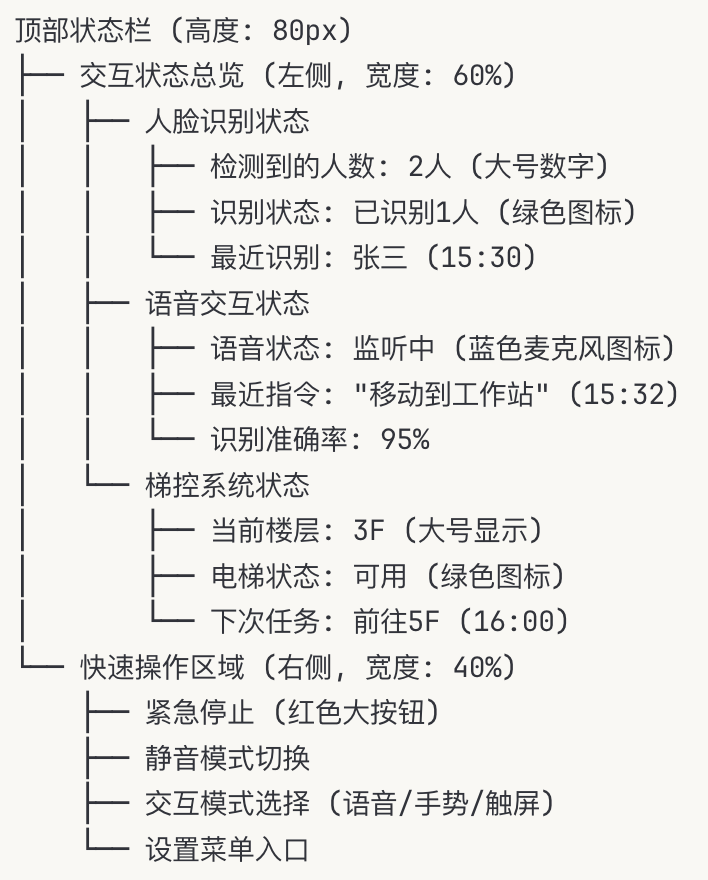 顶部状态栏 (高度: 80px)
├── 交互状态总览 (左侧, 宽度: 60%)
│   ├── 人脸识别状态
│   │   ├── 检测到的人数: 2人 (大号数字)
│   │   ├── 识别状态: 已识别1人 (绿色图标)
│   │   └── 最近识别: 张三 (15:30)
│   ├── 语音交互状态
│   │   ├── 语音状态: 监听中 (蓝色麦克风图标)
│   │   ├── 最近指令: "移动到工作站" (15:32)
│   │   └── 识别准确率: 95%
│   └── 梯控系统状态
│       ├── 当前楼层: 3F (大号显示)
│       ├── 电梯状态: 可用 (绿色图标)
│       └── 下次任务: 前往5F (16:00)
└── 快速操作区域 (右侧, 宽度: 40%)
    ├── 紧急停止 (红色大按钮)
    ├── 静音模式切换
    ├── 交互模式选择 (语音/手势/触屏)
    └── 设置菜单入口